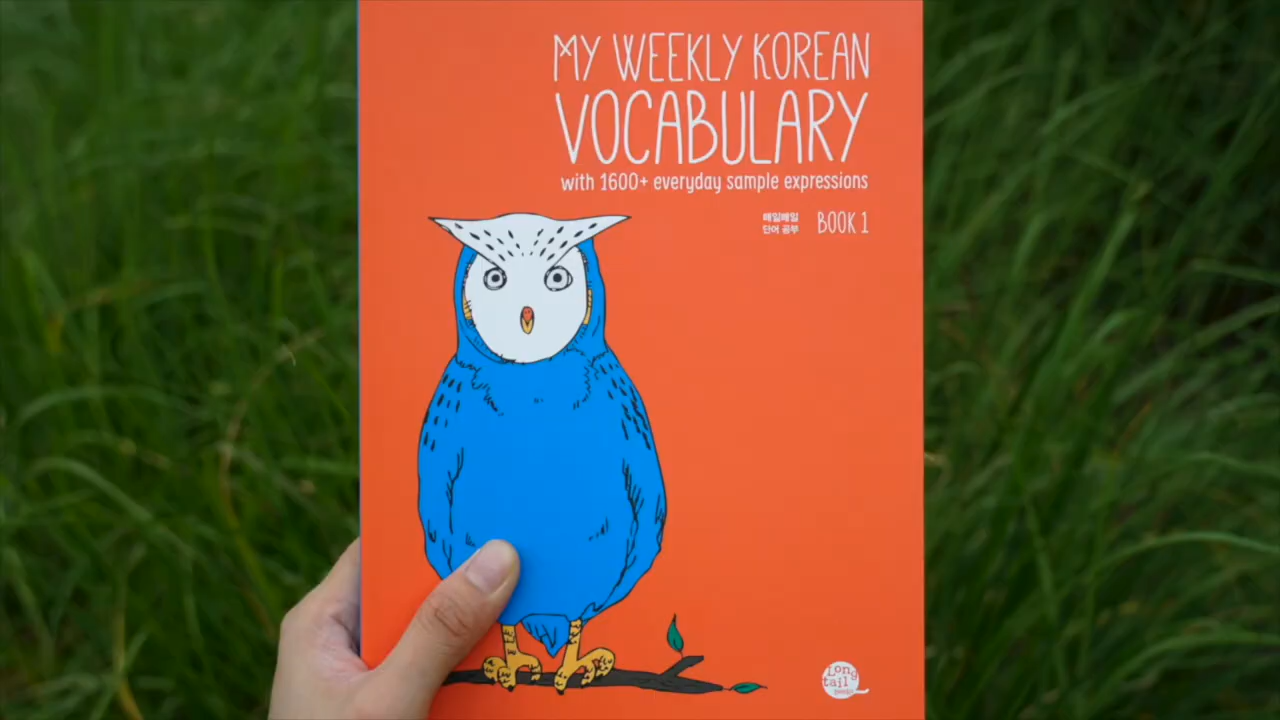 MY WEEKLY KOREAN
VOCABULARY
with 1600+ everyday sample expressions
매일매일
단어 공부
BOOK 1
Long
tail
books